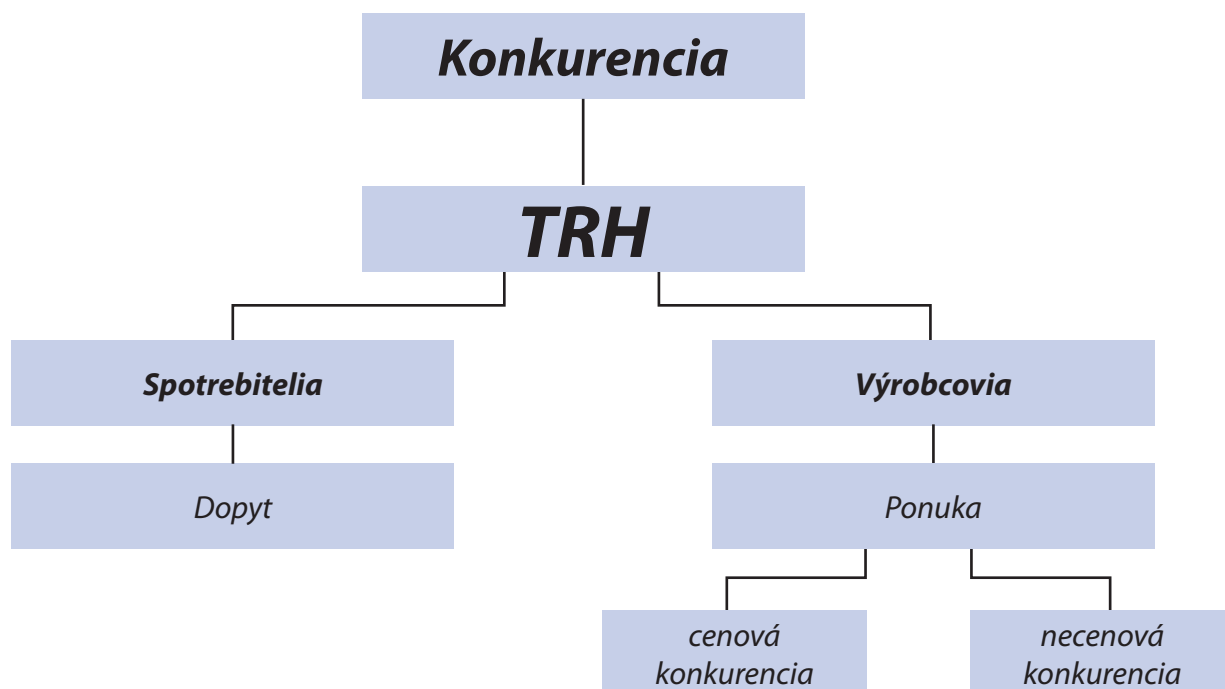 Konkurencia
TRH
Spotrebitelia
Výrobcovia
Dopyt
Ponuka
cenová
konkurencia
necenová
konkurencia